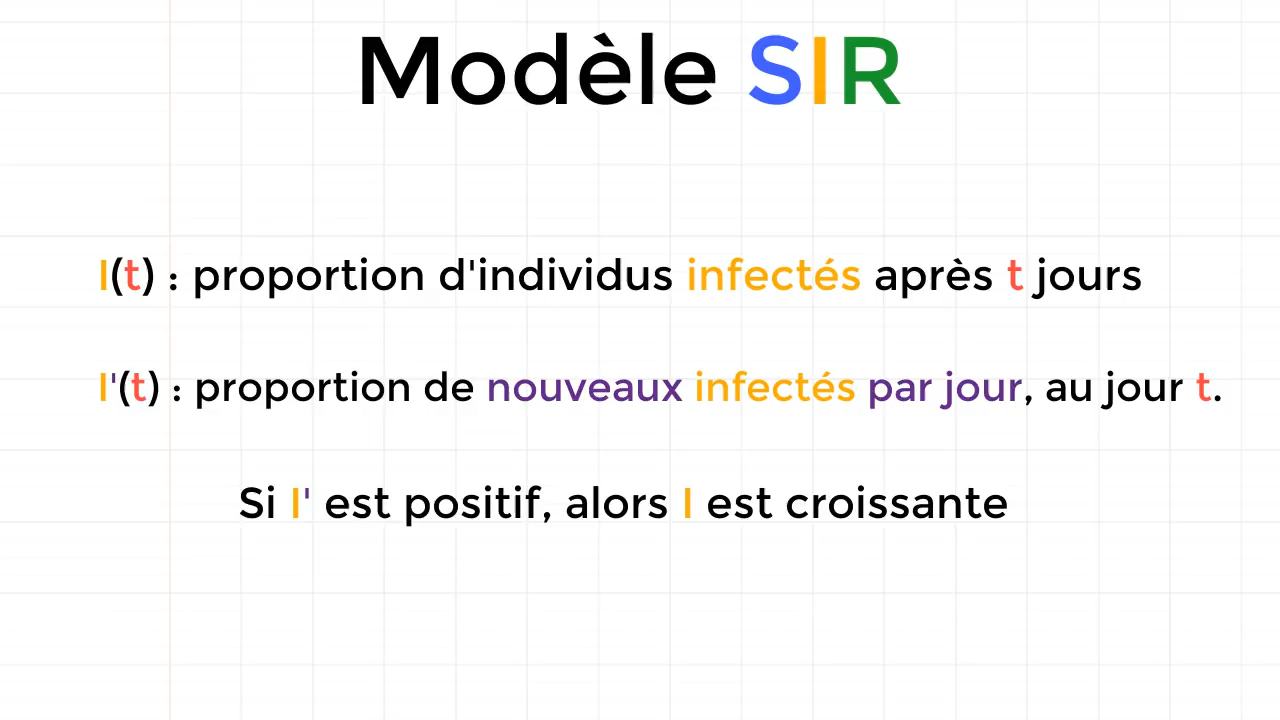 Modèle SIR
I(t) : proportion d'individus infectés après t jours
I'(t) : proportion de nouveaux infectés par jour, au jour t.
Si I' est positif, alors I est croissante